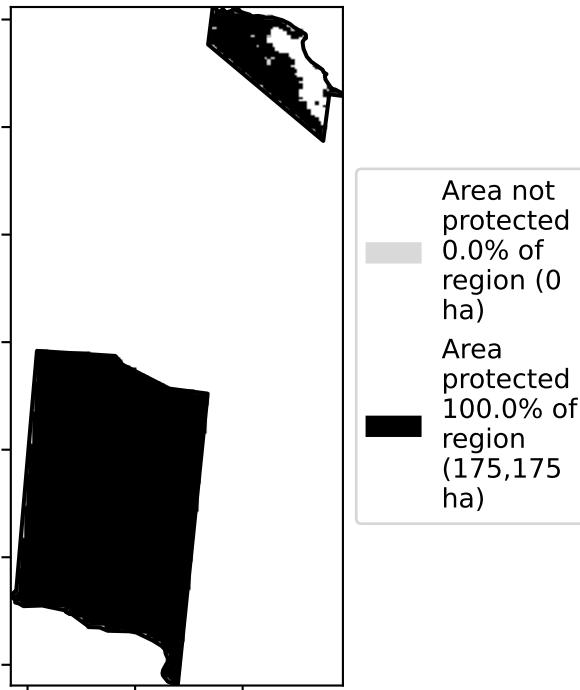 Area not
protected
0.0% of
region (0
ha)
Area
protected
100.0% of
region
(175,175
ha)